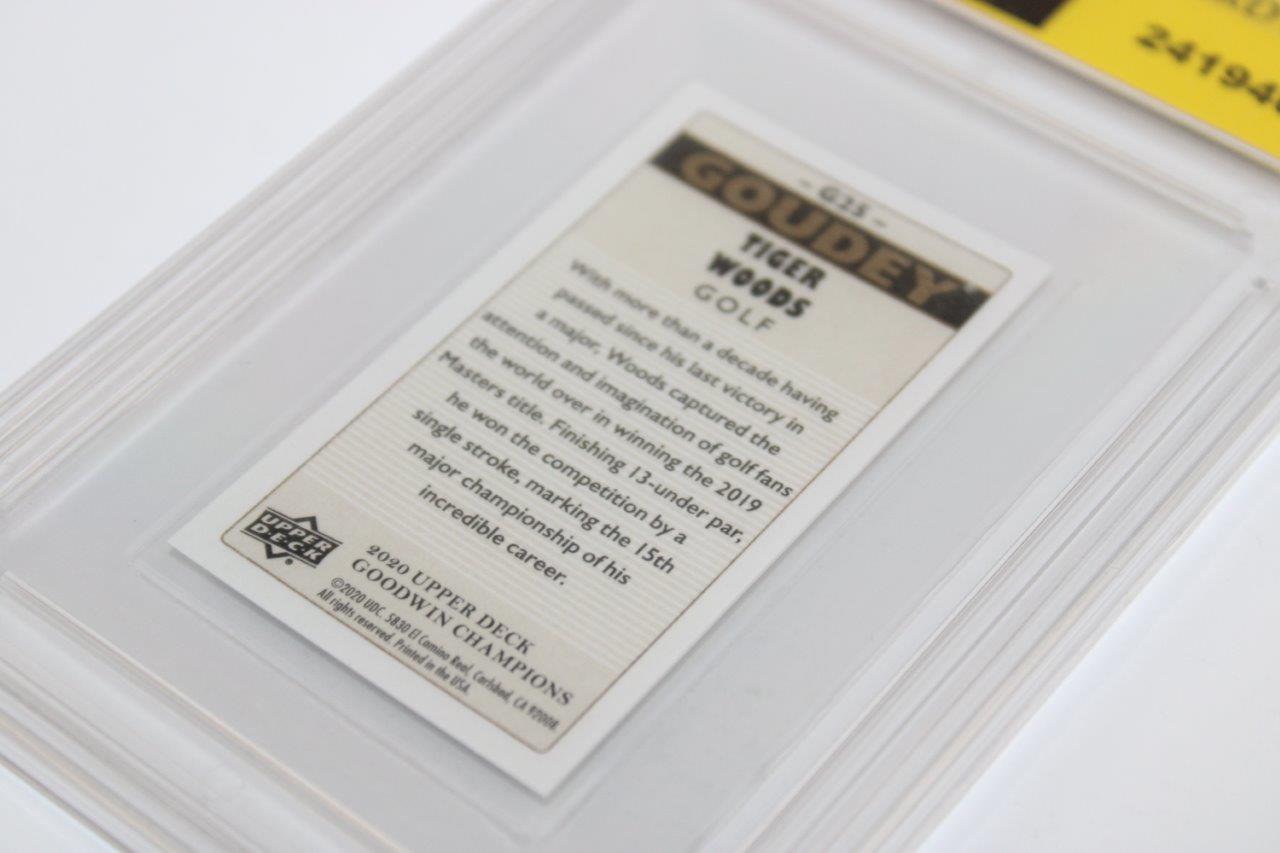 24194
- G25 -
GOUDEY
TIGER
WOODS
GOLF
With more than a decade having
passed since his last victory in
a major, Woods captured the
attention and imagination of golf fans
the world over in winning the 2019
Masters title. Finishing 13-under par,
he won the competition by a
single stroke, marking the 15th
major championship of his
incredible career.
UPPER
DECK
2020 UPPER DECK
GOODWIN CHAMPIONS
©2020 UDC. 5830 El Camino Real, Carlsbad, CA 92008.
All rights reserved. Printed in the USA.